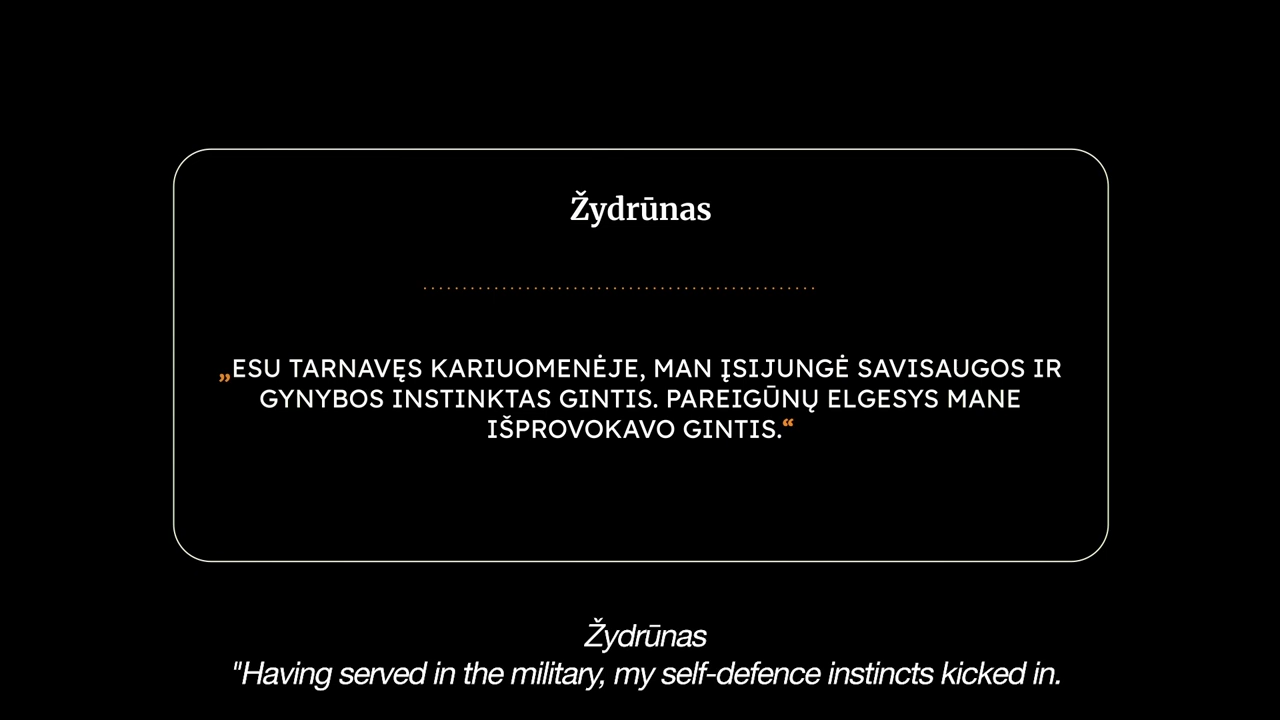 Žydrūnas
„ESU TARNAVĘS KARIUOMENĖJE, MAN ĮSIJUNGĖ SAVISAUGOS IR
GYNYBOS INSTINKTAS GINTIS. PAREIGŪNŲ ELGESYS MANE
IŠPROVOKAVO GINTIS.“
Žydrūnas
"Having served in the military, my self-defence instincts kicked in.